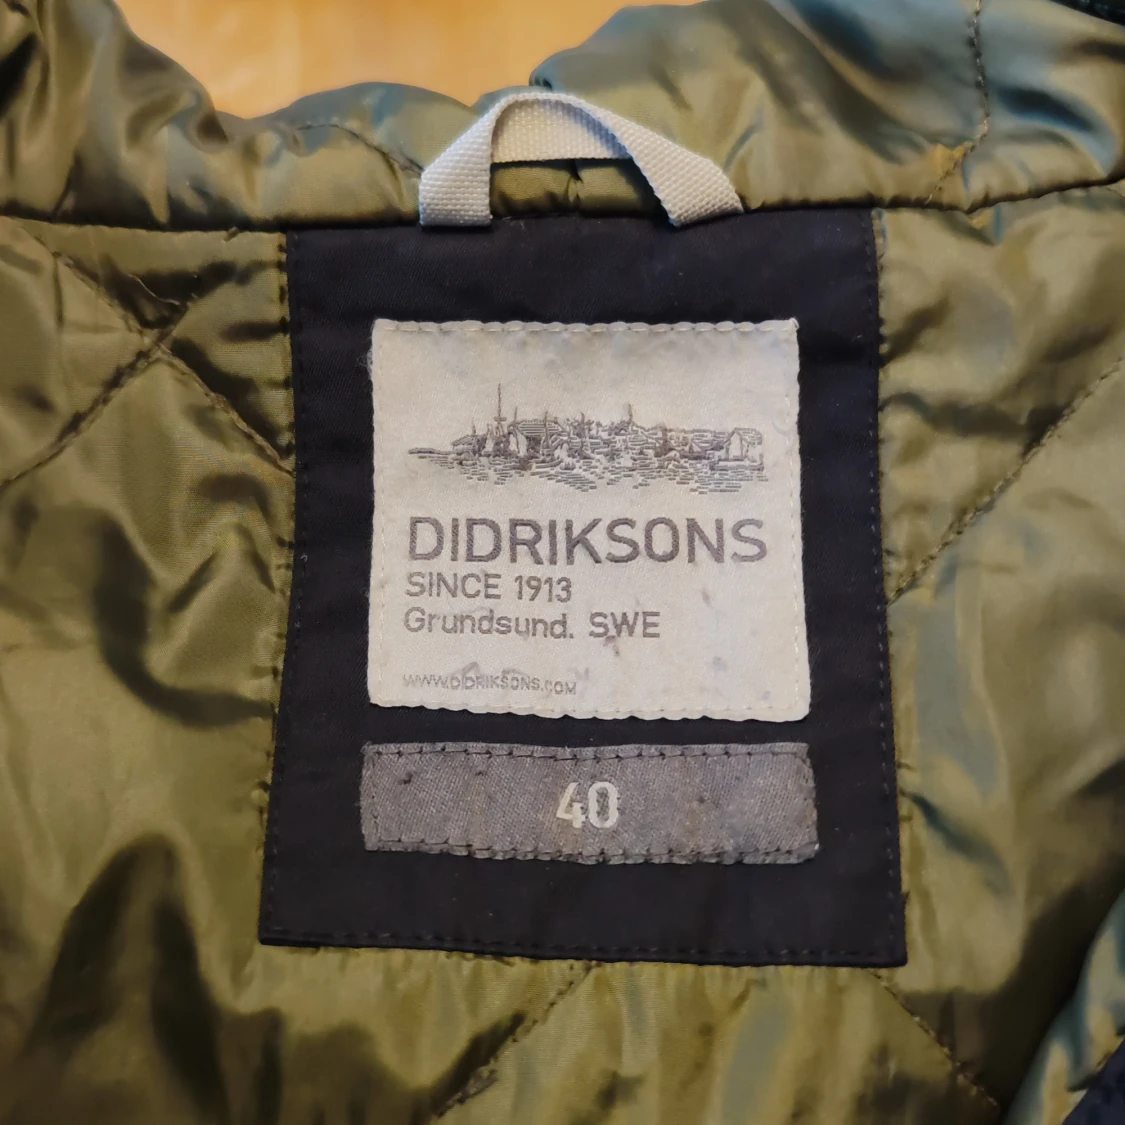 DIDRIKSONS
SINCE 1913
Grundsund. SWE
WWW.DIDRIKSONS.COM
40